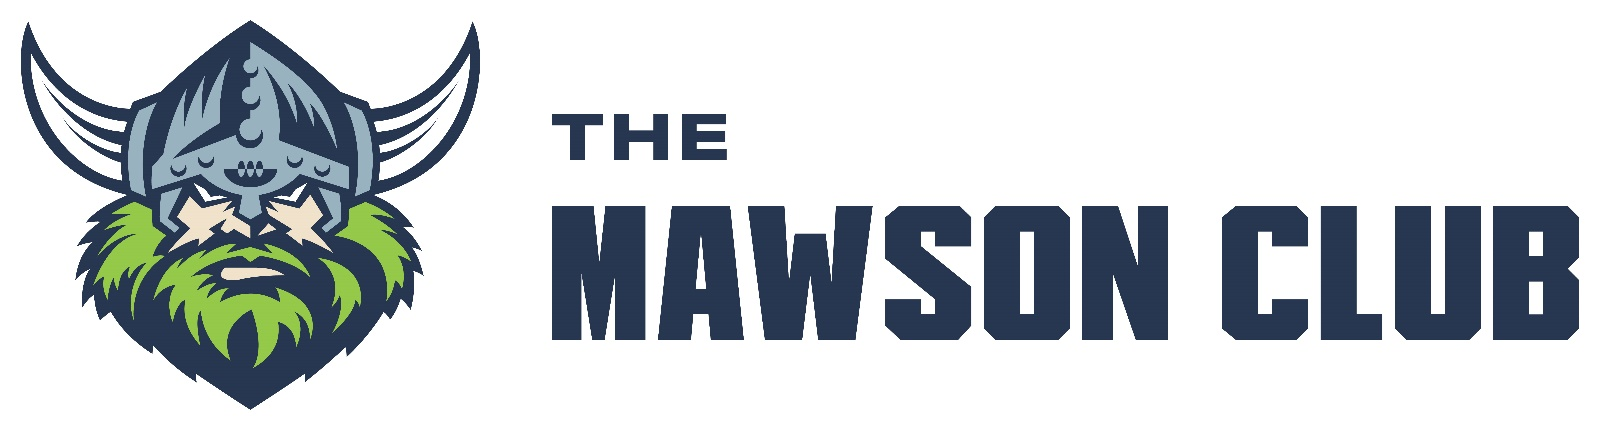 THE
MAWSON CLUB